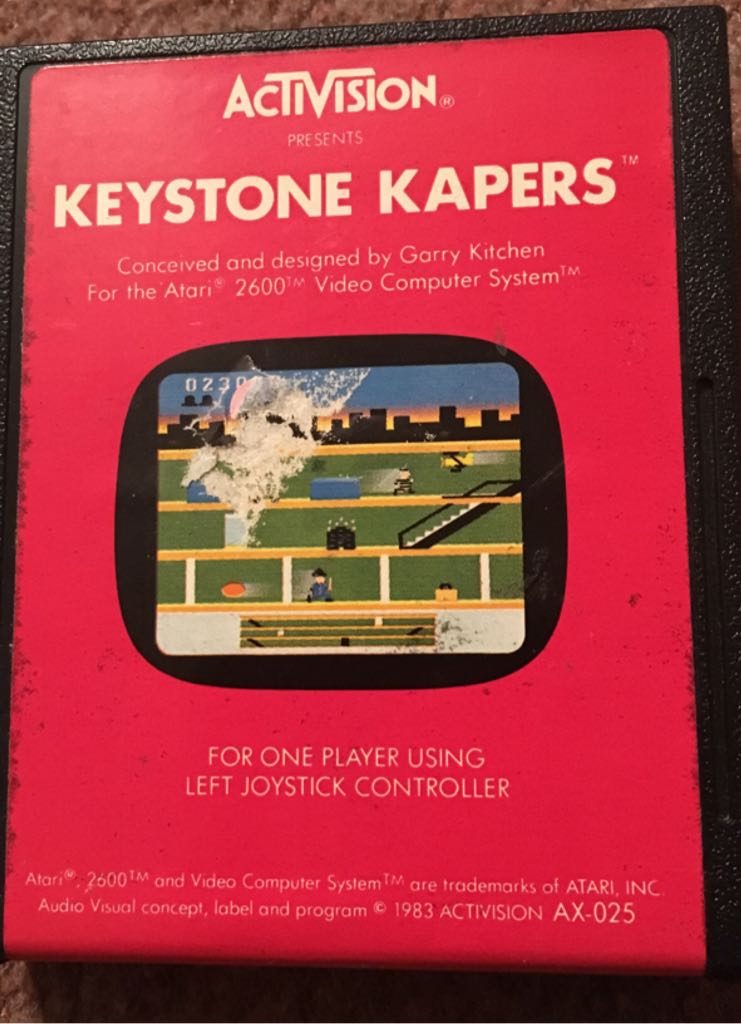 ACTIVISION®
PRESENTS
KEYSTONE KAPERS™
Conceived and designed by Garry Kitchen
For the Atari® 2600™ Video Computer System™
FOR ONE PLAYER USING
LEFT JOYSTICK CONTROLLER
Atari®, 2600™ and Video Computer System™ are trademarks of ATARI, INC.
Audio Visual concept, label and program © 1983 ACTIVISION AX-025